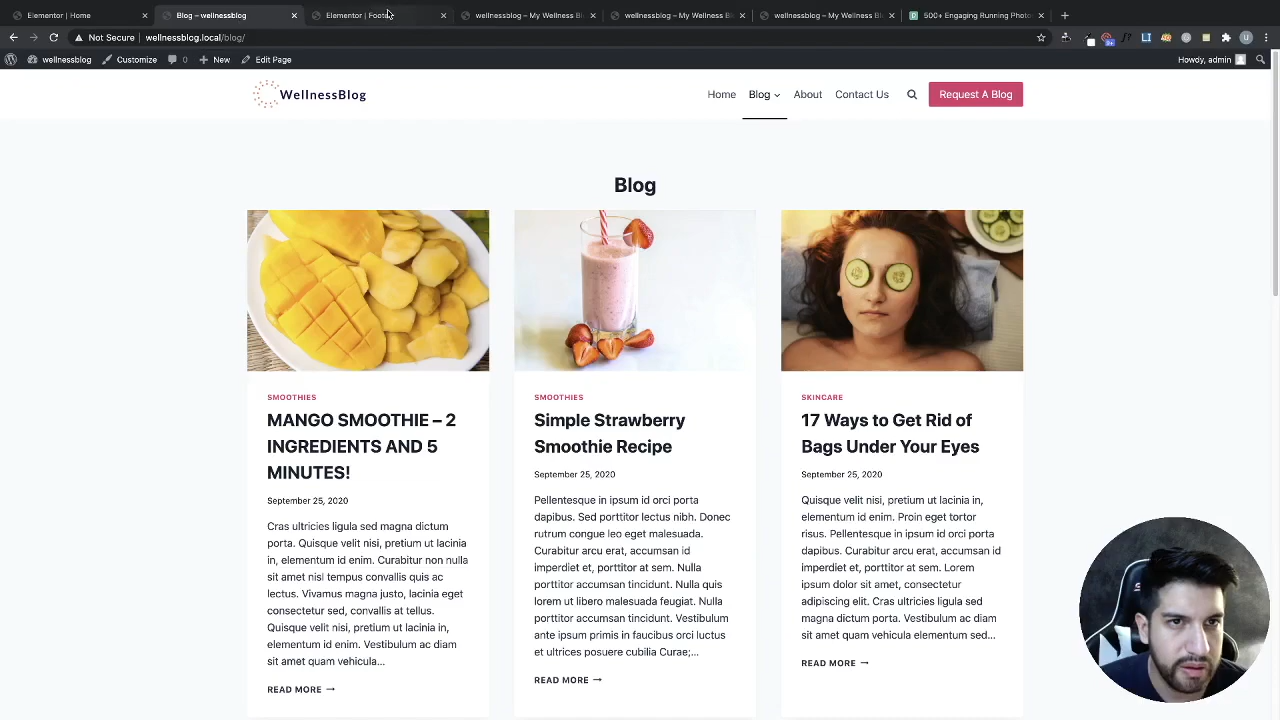 Elementor | Home
Blog – wellnessblog
Elementor | Foot
wellnessblog – My Wellness B
wellnessblog – My Wellness B
wellnessblog – My Wellness B
500+ Engaging Running Photo
Not Secure | wellnessblog.local/blog/
wellnessblog
Customize
0
New
Edit Page
Howdy, admin
WellnessBlog
Home
Blog
About
Contact Us
Request A Blog
Blog
SMOOTHIES
MANGO SMOOTHIE – 2
INGREDIENTS AND 5
MINUTES!
September 25, 2020
Cras ultricies ligula sed magna dictum
porta. Quisque velit nisi, pretium ut lacinia
in, elementum id enim. Curabitur non nulla
sit amet nisl tempus convallis quis ac
lectus. Vivamus magna justo, lacinia eget
consectetur sed, convallis at tellus.
Quisque velit nisi, pretium ut lacinia in,
elementum id enim. Vestibulum ac diam
sit amet quam vehicula...
READ MORE →
SMOOTHIES
Simple Strawberry
Smoothie Recipe
September 25, 2020
Pellentesque in ipsum id orci porta
dapibus. Sed porttitor lectus nibh. Donec
rutrum congue leo eget malesuada.
Curabitur arcu erat, accumsan id
imperdiet et, porttitor at sem. Nulla
porttitor accumsan tincidunt. Nulla quis
lorem ut libero malesuada feugiat. Nulla
porttitor accumsan tincidunt. Vestibulum
ante ipsum primis in faucibus orci luctus
et ultrices posuere cubilia Curae;...
READ MORE →
SKINCARE
17 Ways to Get Rid of
Bags Under Your Eyes
September 25, 2020
Quisque velit nisi, pretium ut lacinia in,
elementum id enim. Proin eget tortor
risus. Pellentesque in ipsum id orci porta
dapibus. Curabitur arcu erat, accumsan id
imperdiet et, porttitor at sem. Lorem
ipsum dolor sit amet, consectetur
adipiscing elit. Cras ultricies ligula sed
magna dictum porta. Vestibulum ac diam
sit amet quam vehicula elementum sed...
READ MORE →